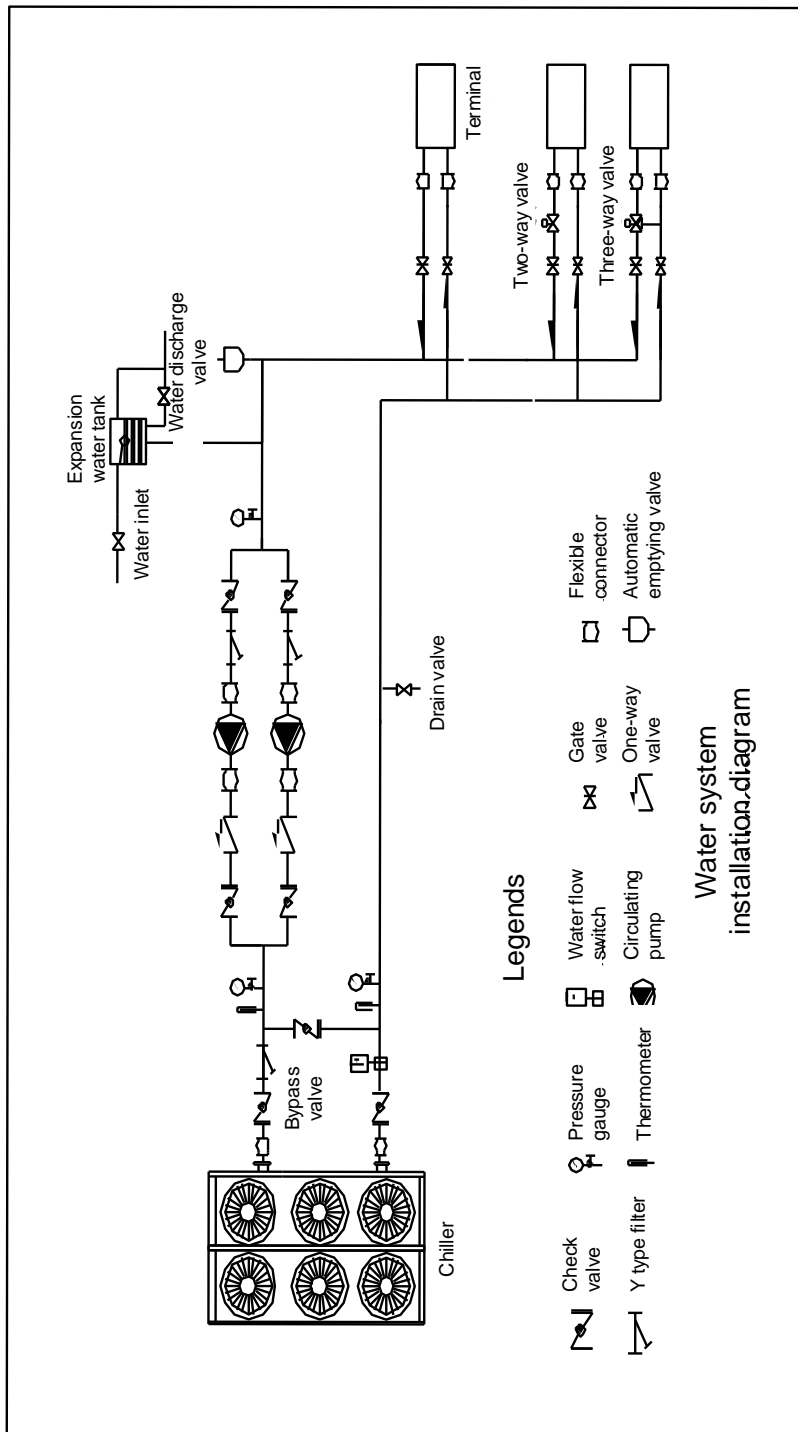 Expansion
water tank
Water inlet
Water discharge
valve
Terminal
Two-way valve
Three-way valve
Drain valve
Bypass
valve
Chiller
Legends
Check
valve
Pressure
gauge
Water flow
switch
Gate
valve
Flexible
connector
Y type filter
Thermometer
Circulating
pump
One-way
valve
Automatic
emptying valve
Water system
installation diagram